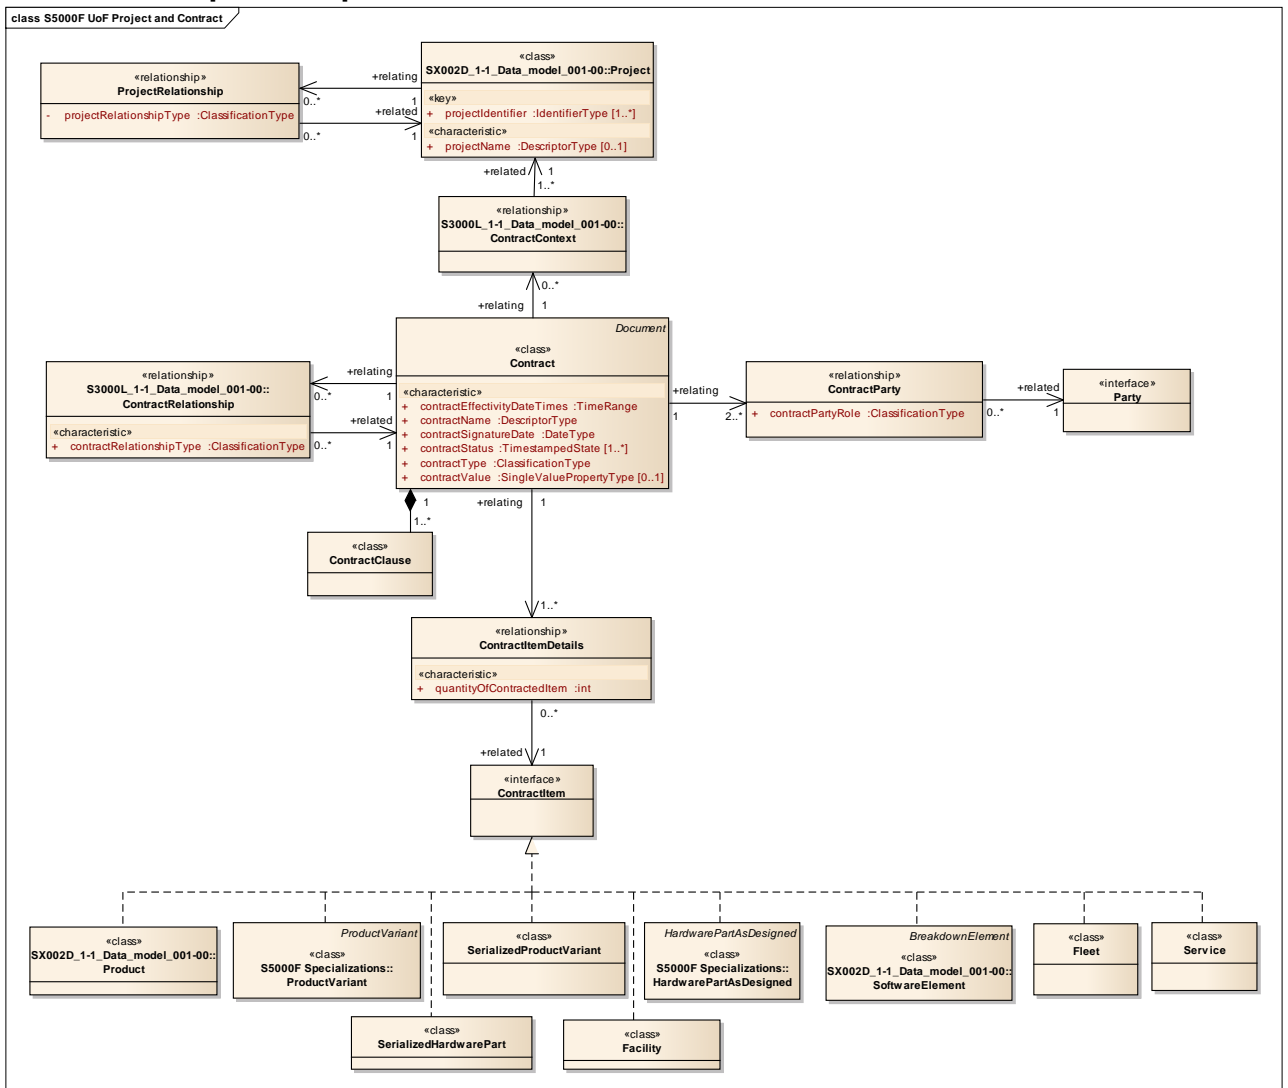 class S5000F UoF Project and Contract
«class»
SX002D_1-1_Data_model_001-00::Project
«key»
+ projectIdentifier :IdentifierType [1..*]
«characteristic»
+ projectName :DescriptorType [0..1]
«relationship»
ProjectRelationship
- projectRelationshipType :ClassificationType
+relating
0..*
1
+related
0..*
1
+related
1
1..*
«relationship»
S3000L_1-1_Data_model_001-00::
ContractContext
0..*
+relating
1
Document
«class»
Contract
«characteristic»
+ contractEffectivityDateTimes :TimeRange
+ contractName :DescriptorType
+ contractSignatureDate :DateType
+ contractStatus :TimestampedState [1..*]
+ contractType :ClassificationType
+ contractValue :SingleValuePropertyType [0..1]
«relationship»
S3000L_1-1_Data_model_001-00::
ContractRelationship
«characteristic»
+ contractRelationshipType :ClassificationType
+relating
0..*
1
+related
0..*
1
+relating
1
2..*
«relationship»
ContractParty
+ contractPartyRole :ClassificationType
+related
0..*
1
«interface»
Party
1
1..*
«class»
ContractClause
+relating
1
1..*
«relationship»
ContractItemDetails
«characteristic»
+ quantityOfContractedItem :int
0..*
+related
1
«interface»
ContractItem
«class»
SX002D_1-1_Data_model_001-00::
Product
ProductVariant
«class»
S5000F Specializations::
ProductVariant
«class»
SerializedProductVariant
HardwarePartAsDesigned
«class»
S5000F Specializations::
HardwarePartAsDesigned
BreakdownElement
«class»
SX002D_1-1_Data_model_001-00::
SoftwareElement
«class»
Fleet
«class»
Service
«class»
SerializedHardwarePart
«class»
Facility